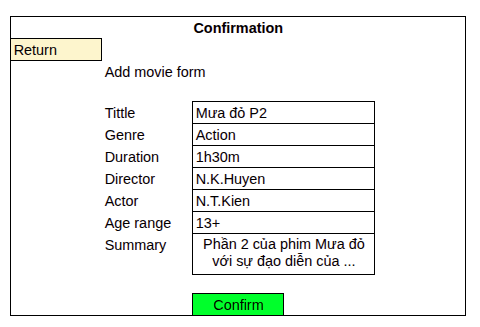 Confirmation
Return
Add movie form
Tittle Mưa đỏ P2
Genre Action
Duration 1h30m
Director N.K.Huyen
Actor N.T.Kien
Age range 13+
Summary Phần 2 của phim Mưa đỏ
với sự đạo diễn của ...
Confirm